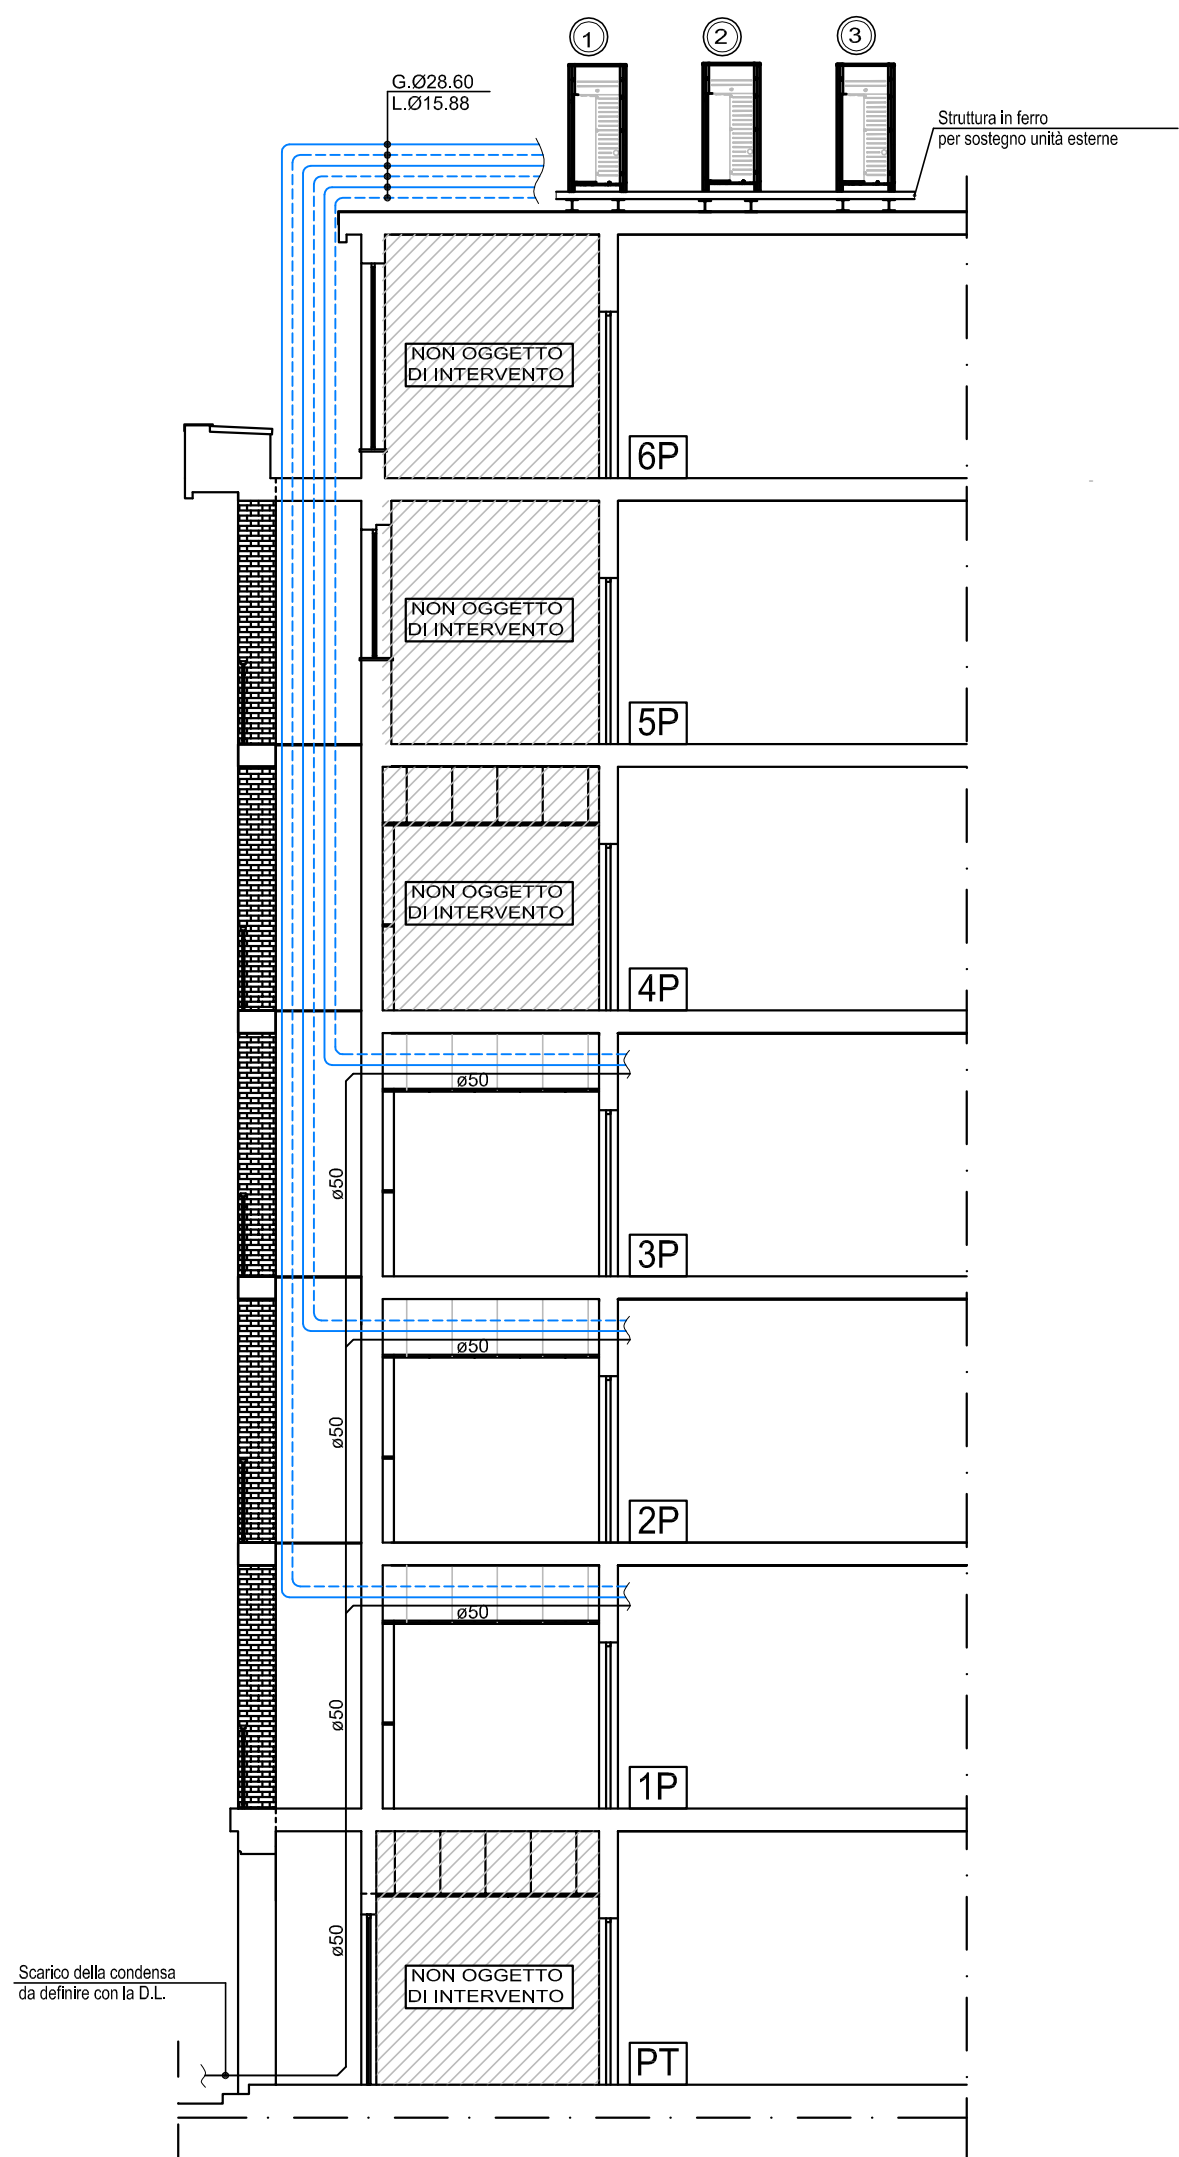 1
2
3
G.Ø28.60
L.Ø15.88
Struttura in ferro
per sostegno unità esterne
NON OGGETTO
DI INTERVENTO
6P
NON OGGETTO
DI INTERVENTO
5P
NON OGGETTO
DI INTERVENTO
4P
ø50
ø50
3P
ø50
ø50
2P
ø50
ø50
1P
ø50
NON OGGETTO
DI INTERVENTO
Scarico della condensa
da definire con la D.L.
PT